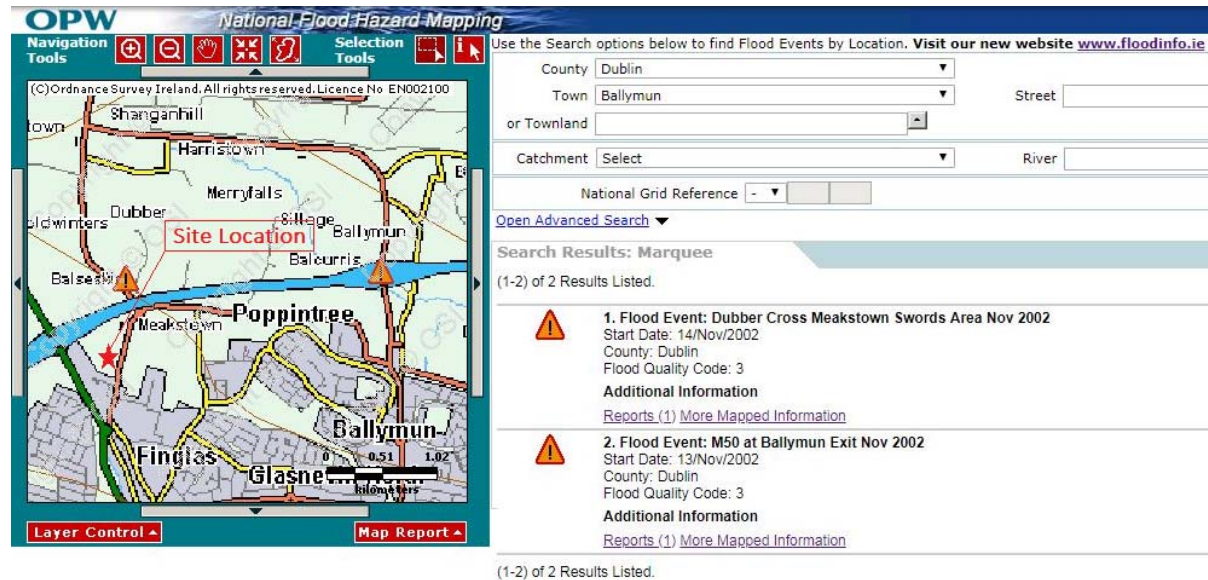 OPW National Flood Hazard Mapping
Navigation Tools
Selection Tools
(C)Ordnance Survey Ireland. All rights reserved. Licence No EN002100
Shanganhill
town
Harristown
Merryfalls
Dubber
Sillage
oldwinters
Ballymun
Site Location
Balcurris
Balseskin
Poppintree
Meakstown
Ballymun
Finglas
0 0.51 1.02
Glasne
kilometers
Layer Control
Map Report
Use the Search options below to find Flood Events by Location. Visit our new website www.floodinfo.ie
County Dublin
Town Ballymun Street
or Townland
Catchment Select River
National Grid Reference -
Open Advanced Search
Search Results: Marquee
(1-2) of 2 Results Listed.
1. Flood Event: Dubber Cross Meakstown Swords Area Nov 2002
Start Date: 14/Nov/2002
County: Dublin
Flood Quality Code: 3
Additional Information
Reports (1) More Mapped Information
2. Flood Event: M50 at Ballymun Exit Nov 2002
Start Date: 13/Nov/2002
County: Dublin
Flood Quality Code: 3
Additional Information
Reports (1) More Mapped Information
(1-2) of 2 Results Listed.